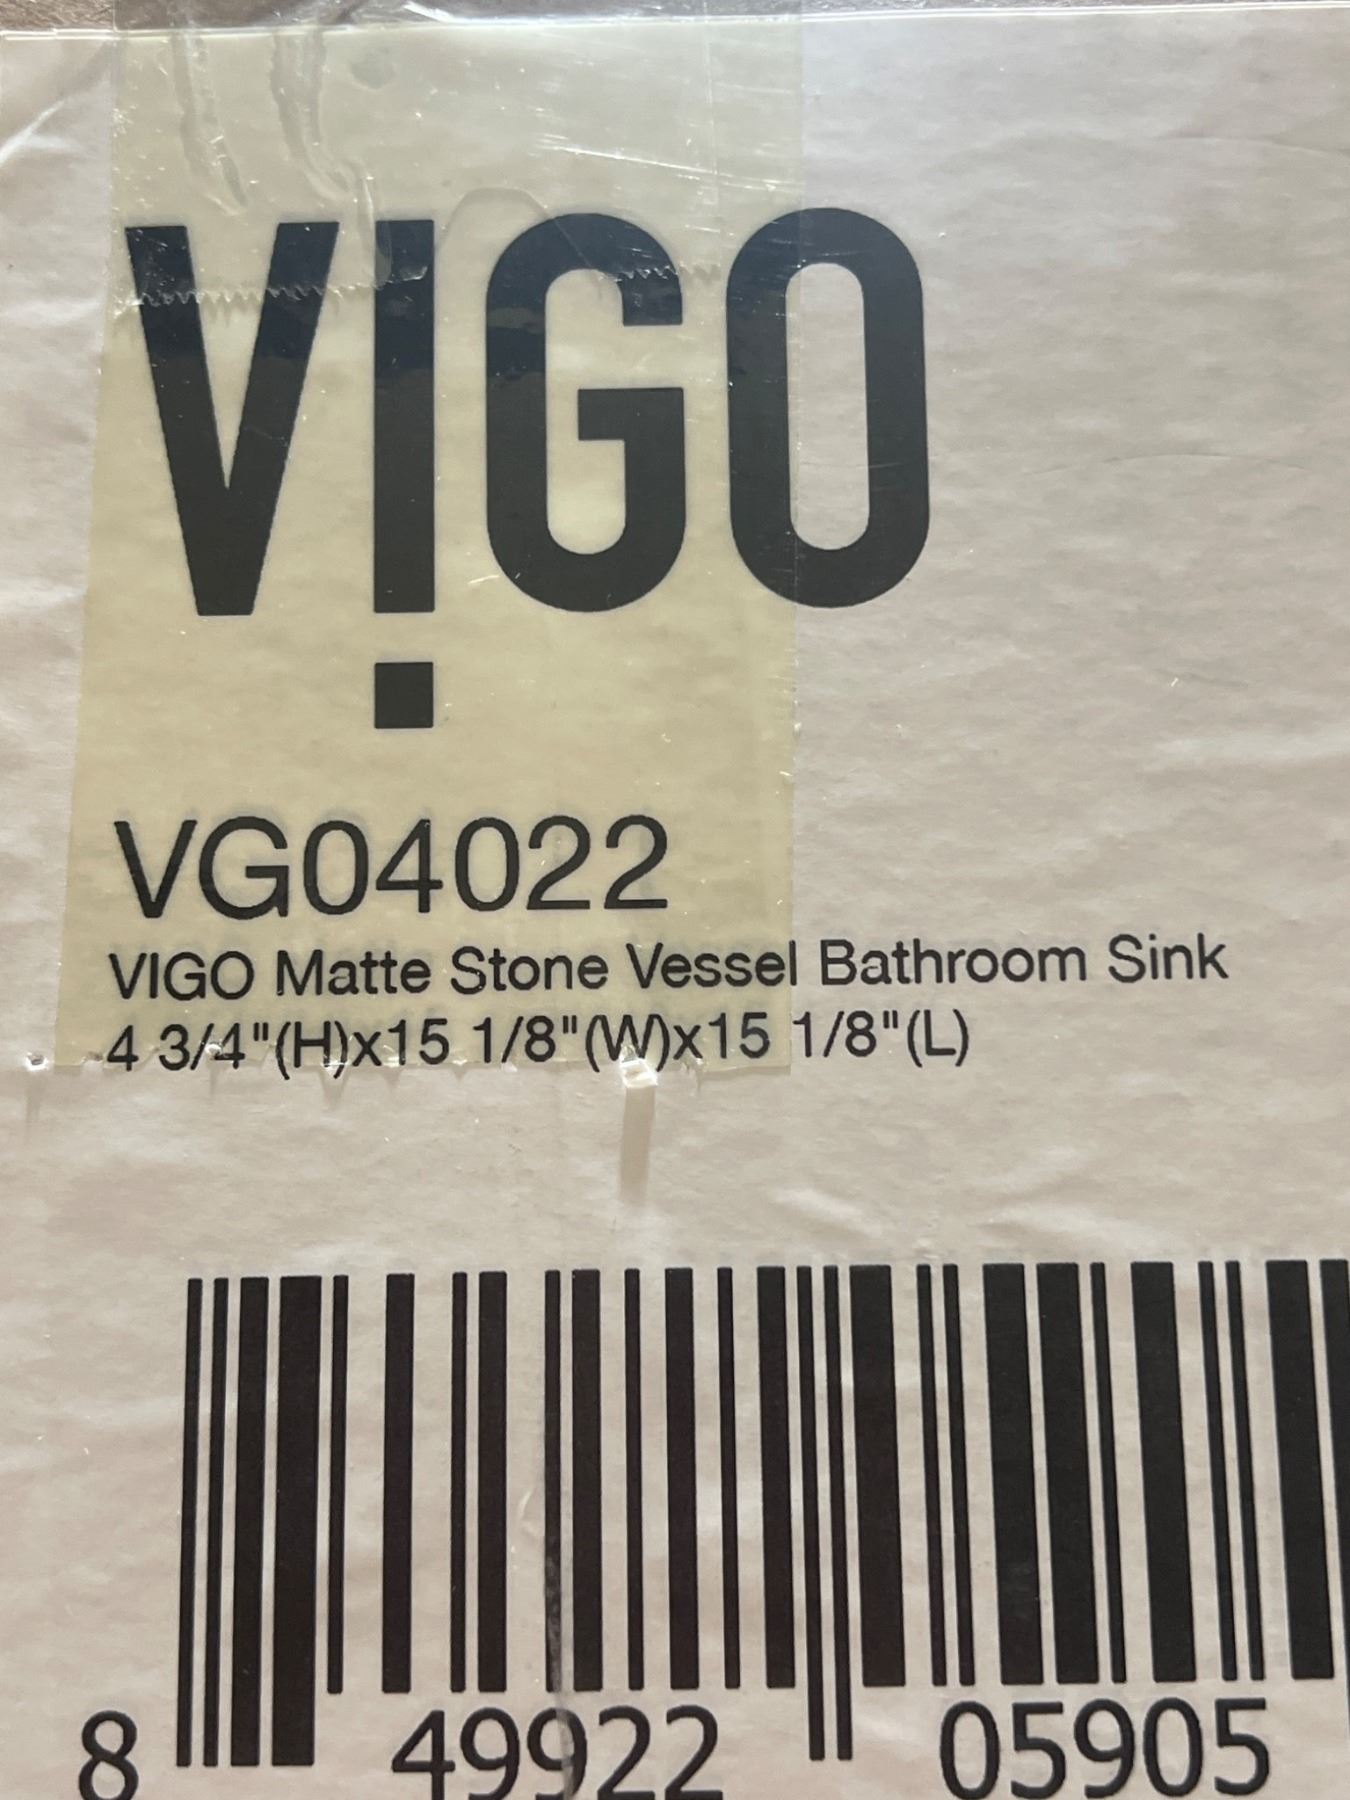 VIGO
VG04022
VIGO Matte Stone Vessel Bathroom Sink
4 3/4"(H)x15 1/8"(W)x15 1/8"(L)
8 49922 05905